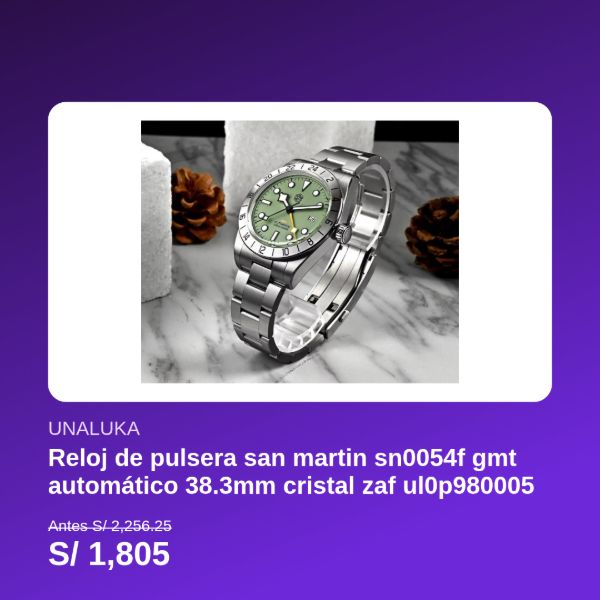 UNALUKA
Reloj de pulsera san martin sn0054f gmt
automático 38.3mm cristal zaf ul0p980005
Antes S/ 2,256.25
S/ 1,805